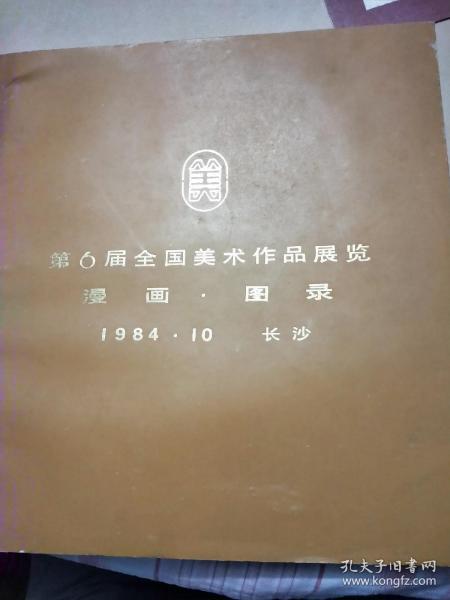 美
第6届全国美术作品展览
漫画·图录
1984·10 长沙
孔夫子旧书网
www.kongfz.com